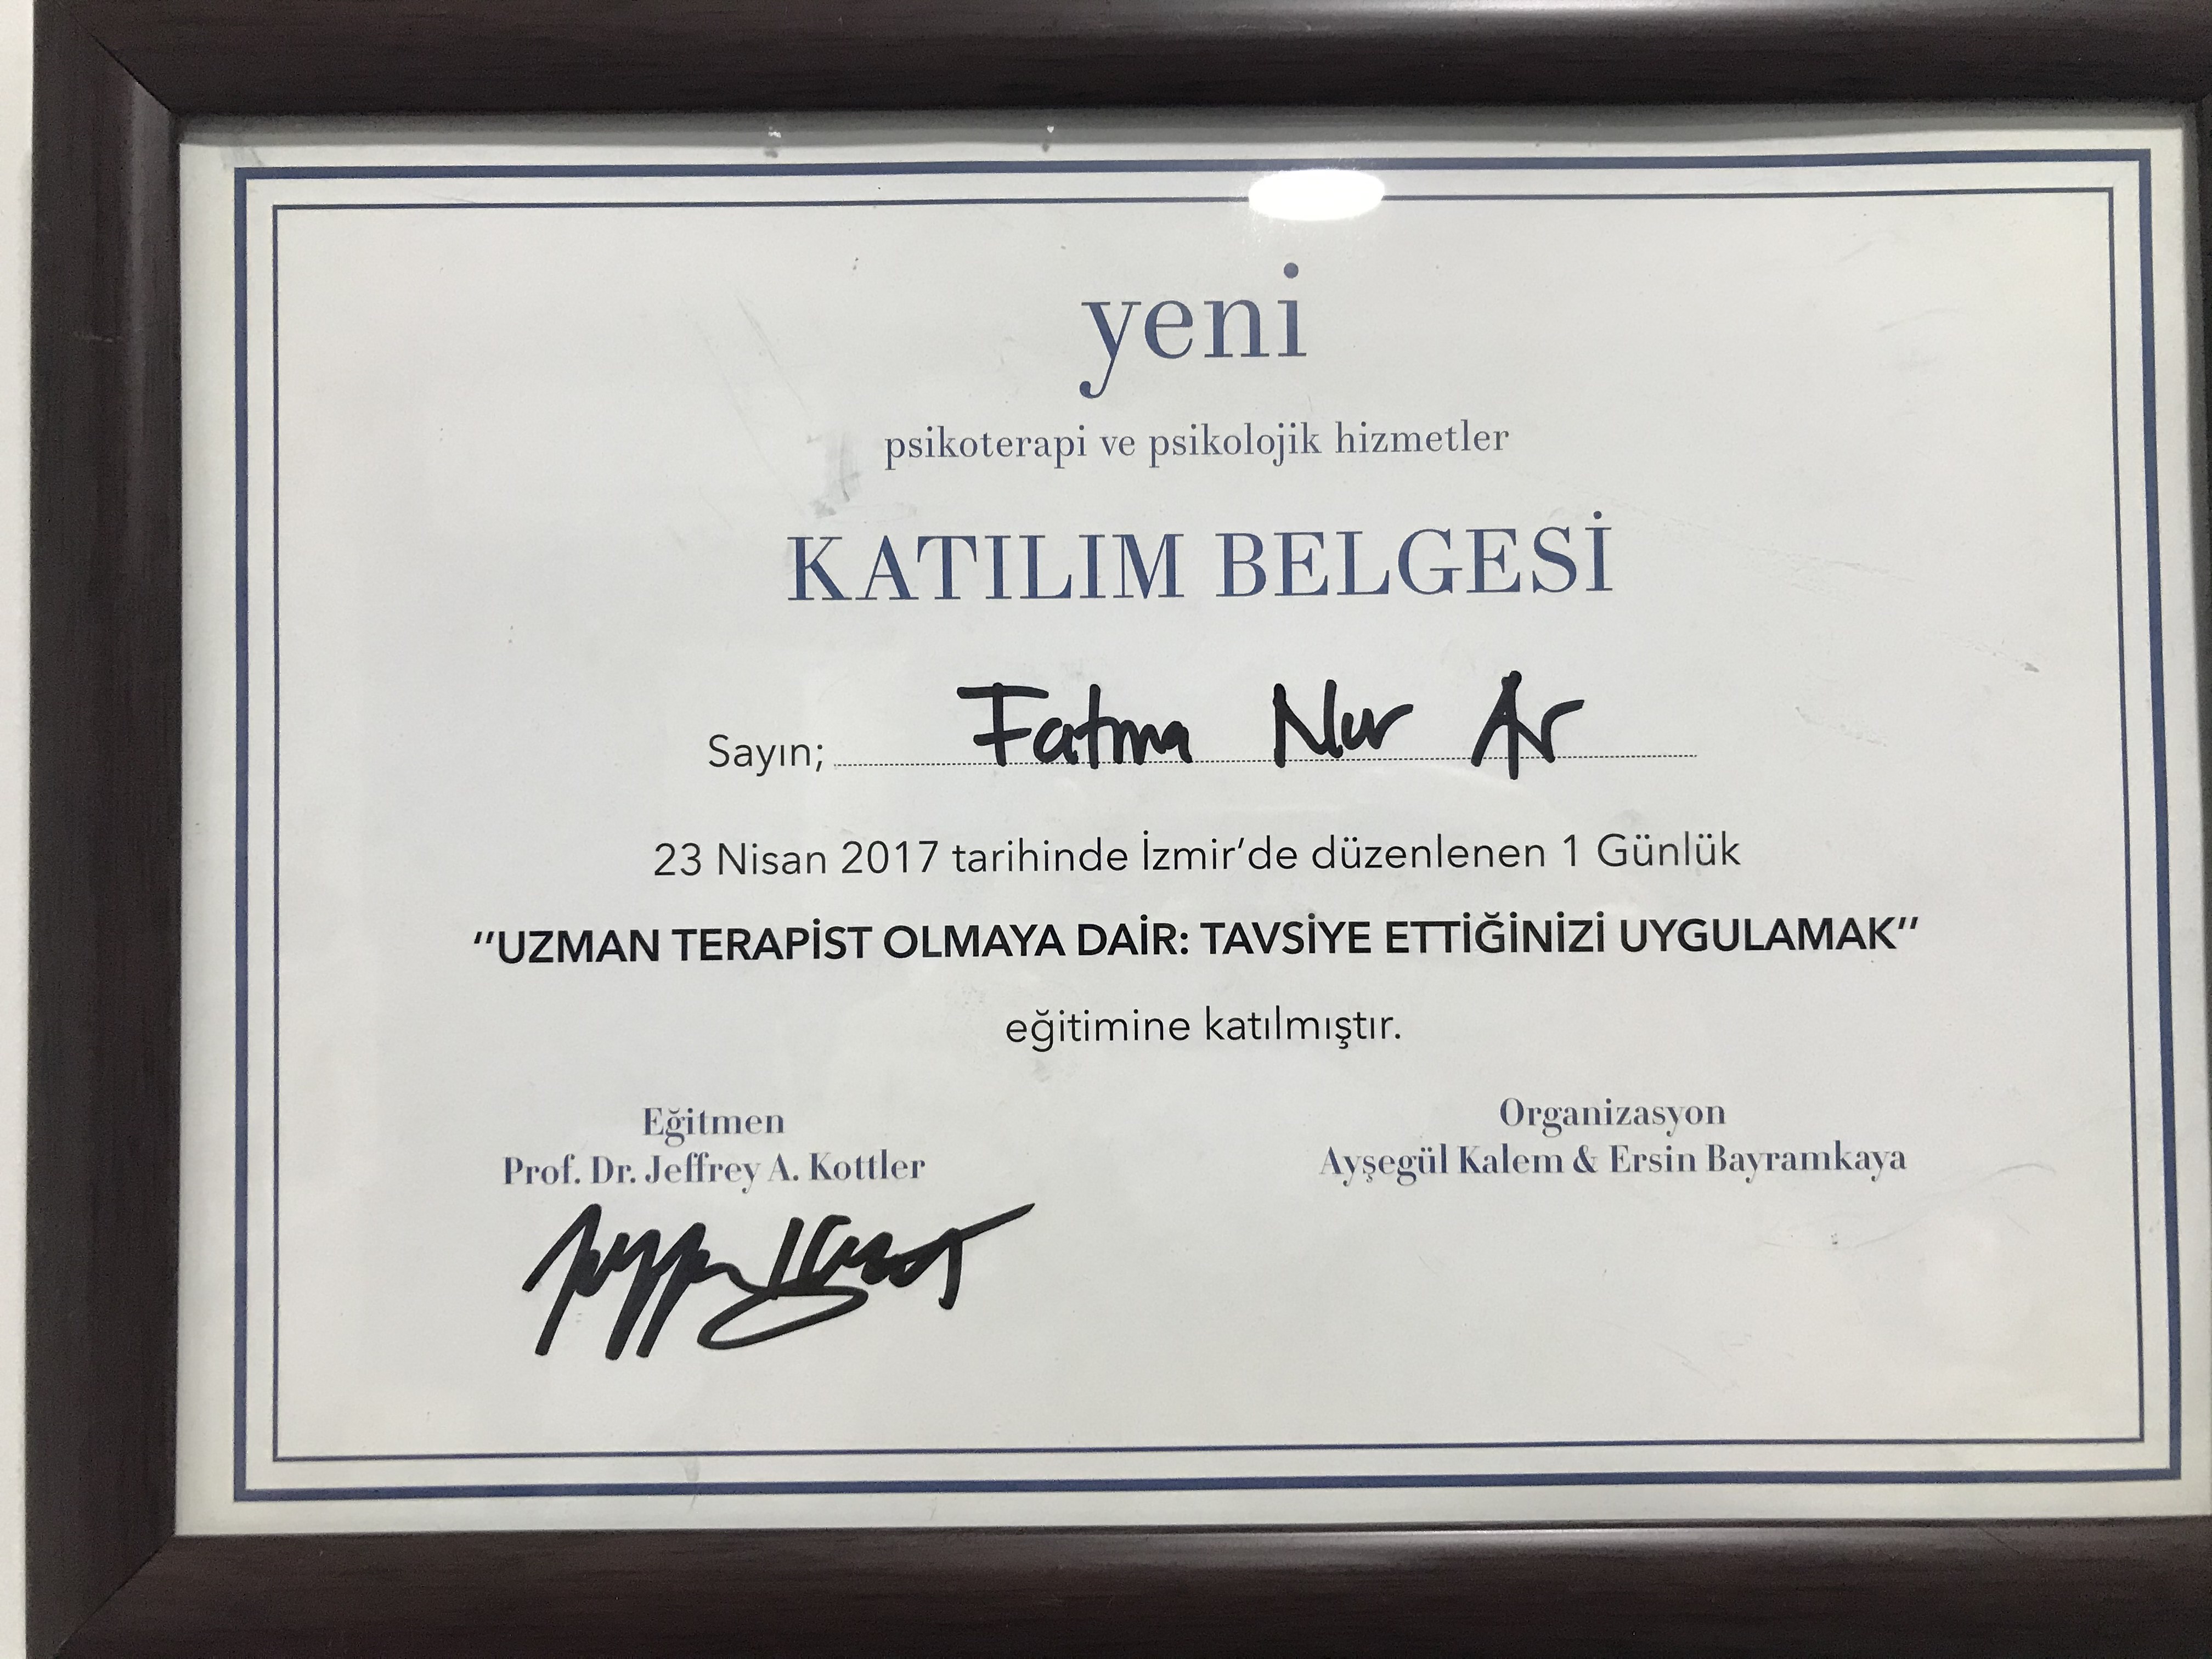 yeni
psikoterapi ve psikolojik hizmetler
KATILIM BELGESİ
Sayın; Fatma Nur Ar
23 Nisan 2017 tarihinde İzmir'de düzenlenen 1 Günlük
"UZMAN TERAPİST OLMAYA DAİR: TAVSİYE ETTİĞİNİZİ UYGULAMAK"
eğitimine katılmıştır.
Eğitmen
Prof. Dr. Jeffrey A. Kottler
Organizasyon
Ayşegül Kalem & Ersin Bayramkaya